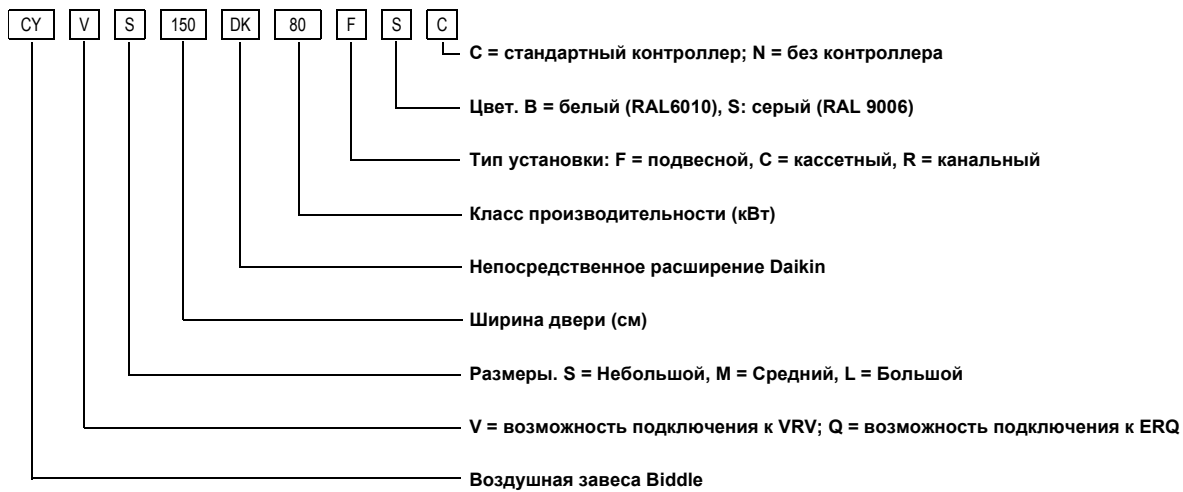 CY V S 150 DK 80 F S C
C = стандартный контроллер; N = без контроллера
Цвет. B = белый (RAL6010), S: серый (RAL 9006)
Тип установки: F = подвесной, C = кассетный, R = канальный
Класс производительности (кВт)
Непосредственное расширение Daikin
Ширина двери (см)
Размеры. S = Небольшой, M = Средний, L = Большой
V = возможность подключения к VRV; Q = возможность подключения к ERQ
Воздушная завеса Biddle